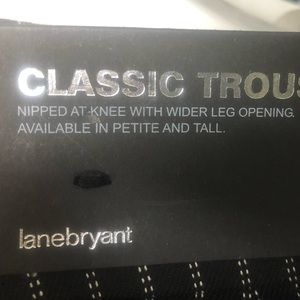 CLASSIC TROUS
NIPPED AT KNEE WITH WIDER LEG OPENING.
AVAILABLE IN PETITE AND TALL.
lanebryant